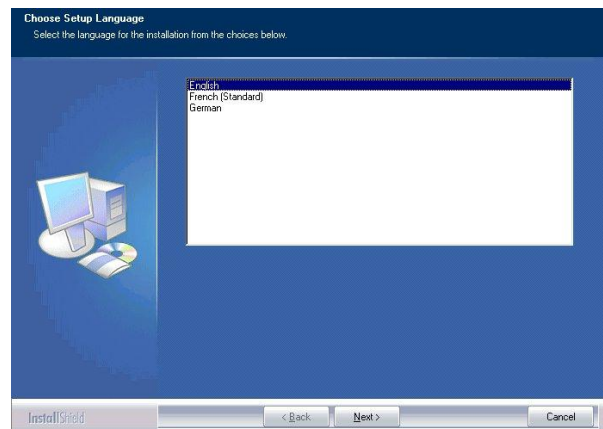 Choose Setup Language
Select the language for the installation from the choices below.
English
French (Standard)
German
InstallShield
< Back
Next >
Cancel